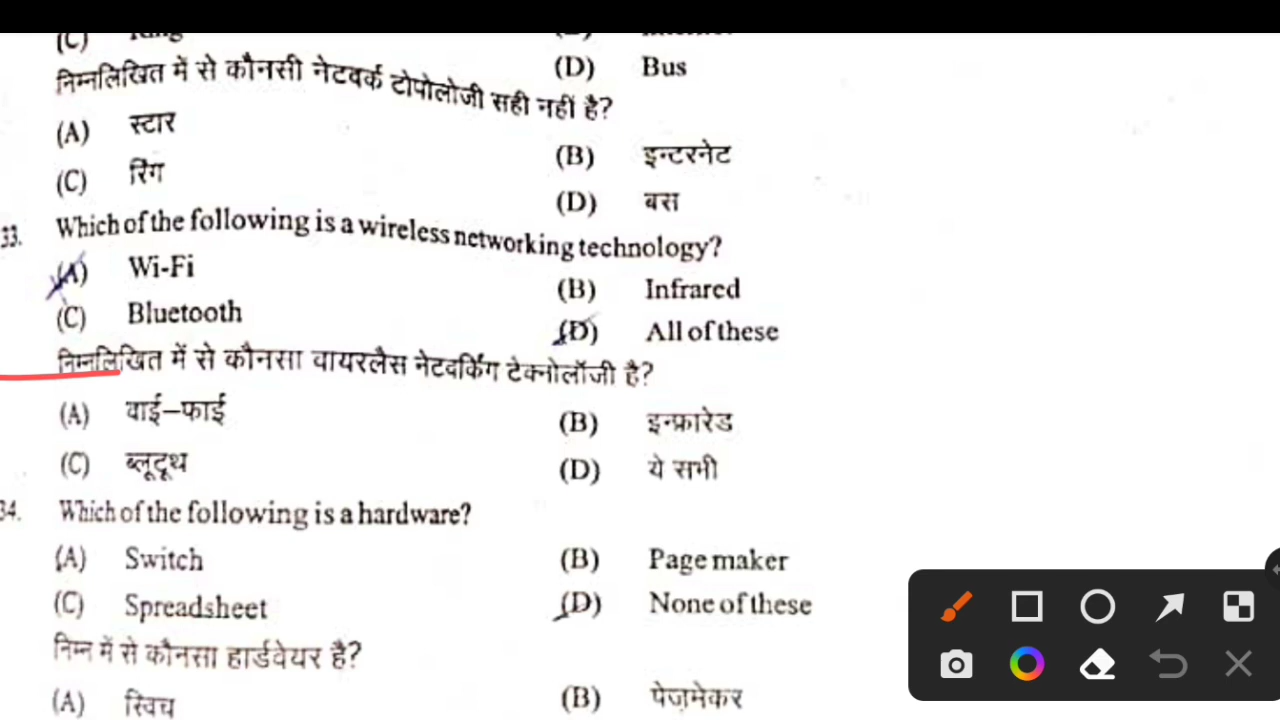 (C)
(D) Bus
निम्नलिखित में से कौनसी नेटवर्क टोपोलोजी सही नहीं है?
(A) स्टार
(B) इन्टरनेट
(C) रिंग
(D) बस
33. Which of the following is a wireless networking technology?
(A) Wi-Fi
(B) Infrared
(C) Bluetooth
(D) All of these
निम्नलिखित में से कौनसा वायरलैस नेटवर्किंग टेक्नोलॉजी है?
(A) वाई-फाई
(B) इन्फ़ारेड
(C) ब्लूटूथ
(D) ये सभी
34. Which of the following is a hardware?
(A) Switch
(B) Page maker
(C) Spreadsheet
(D) None of these
निम्न में से कौनसा हार्डवेयर है?
(A) स्विच
(B) पेज़मेकर